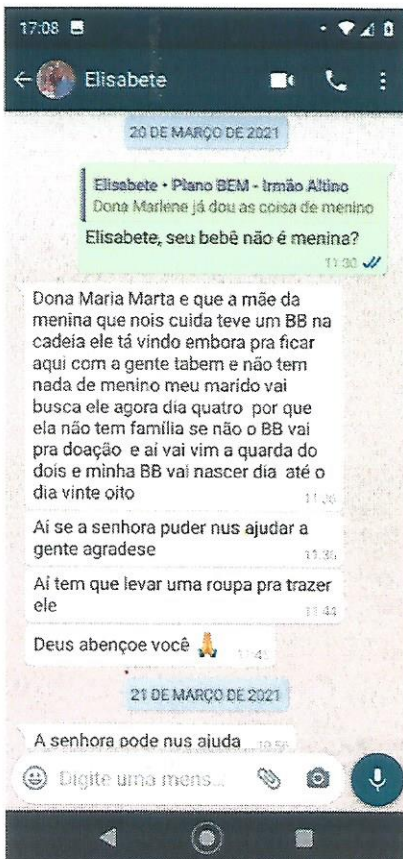 17:08
Elisabete
20 DE MARÇO DE 2021
Elisabete • Plano BEM - Irmão Altino
Dona Marlene já dou as coisa de menino
Elisabete, seu bebê não é menina?
11:30
Dona Maria Marta e que a mãe da
menina que nois cuida teve um BB na
cadeia ele tá vindo embora pra ficar
aqui com a gente tabem e não tem
nada de menino meu marido vai
busca ele agora dia quatro por que
ela não tem família se não o BB vai
pra doação e aí vai vim a quarda do
dois e minha BB vai nascer dia até o
dia vinte oito
Aí se a senhora puder nus ajudar a
gente agradese
Aí tem que levar uma roupa pra trazer
ele
11:44
Deus abençoe você 🙏
21 DE MARÇO DE 2021
A senhora pode nus ajuda
Digite uma mens...